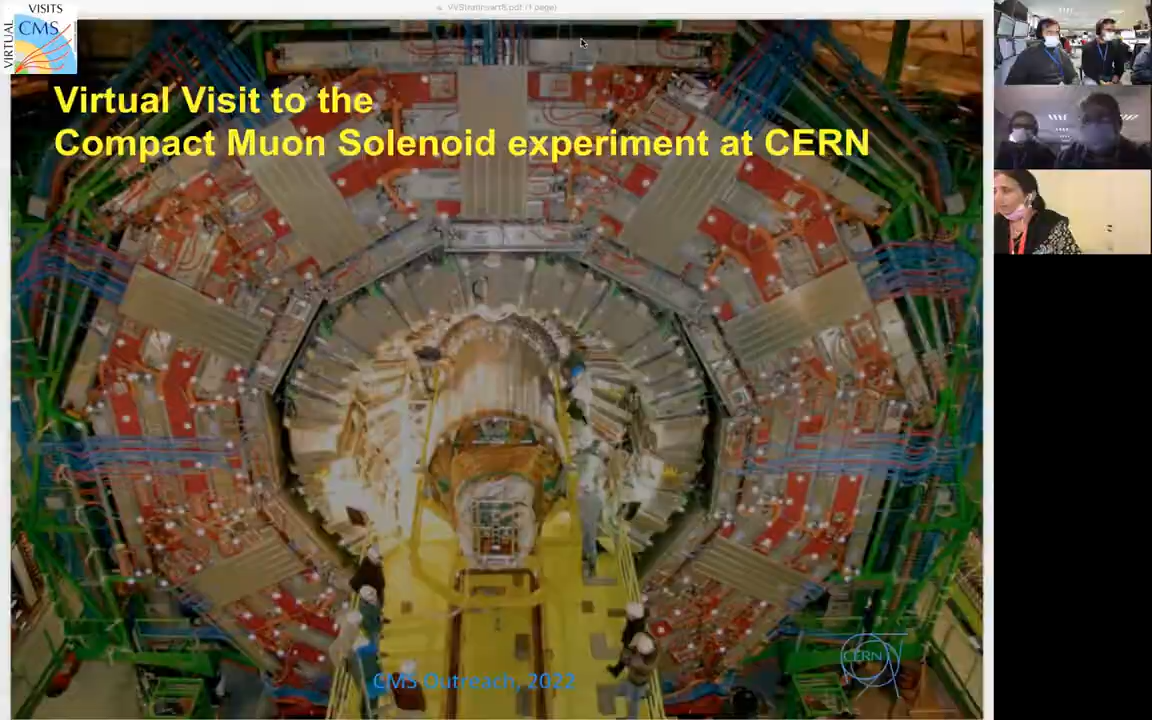 VISITS
CMS
VIRTUAL
Virtual Visit to the
Compact Muon Solenoid experiment at CERN
CERN
CMS Outreach, 2022